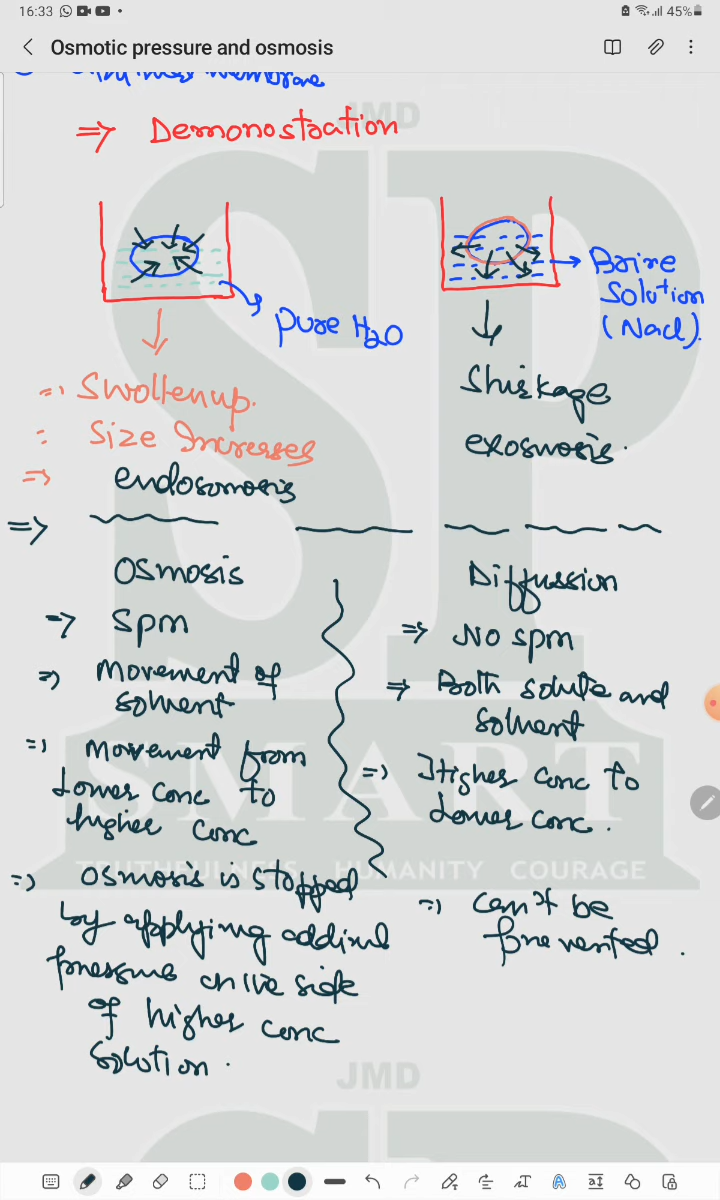 16:33
45%
Osmotic pressure and osmosis
membrane
JMD
=> Demonostration
Pure H2O
Brine
Solution
(Nacl).
=> Swollenup.
Size Increases
=> endosomosis
Shirkage
exosmosis.
=>
Osmosis
-> Spm
=> Movement of
solvent
=> Movement from
Lower conc to
higher conc
=> Osmosis is stopped
by applying
pressure on the side
of higher conc
solution.
Diffussion
=> No spm
=> Both solute and
Solvent
=> Higher conc to
Lower conc.
=> can't be
prevented.
SP
SMART
TRUTHFULNESS HUMANITY COURAGE
JMD